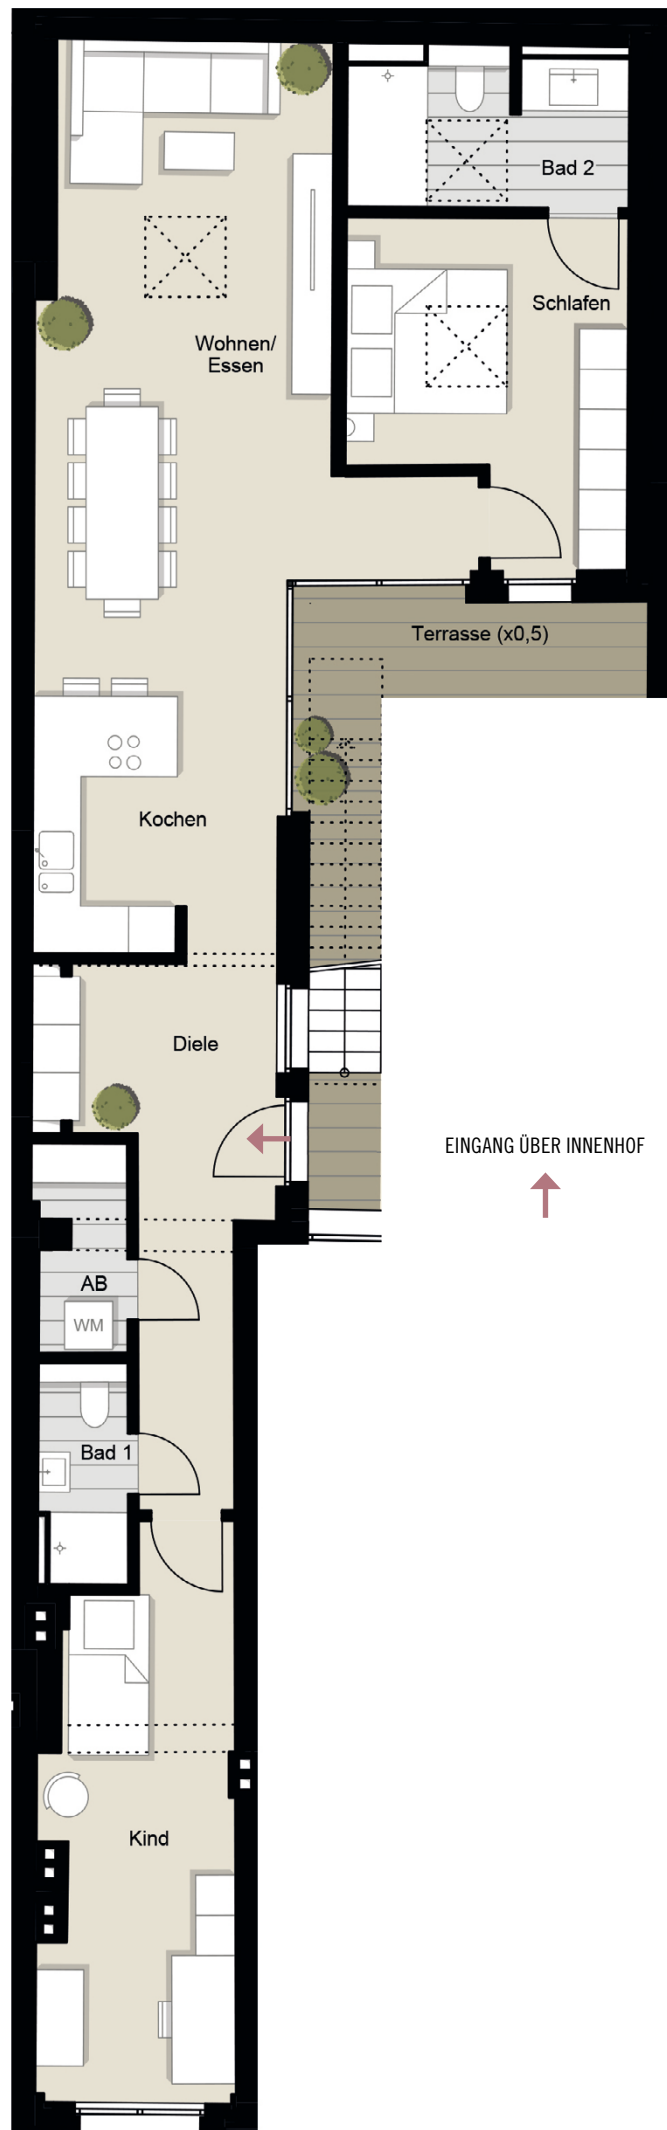 Bad 2
Schlafen
Wohnen/
Essen
Terrasse (x0,5)
Kochen
Diele
EINGANG ÜBER INNENHOF
AB
WM
Bad 1
Kind